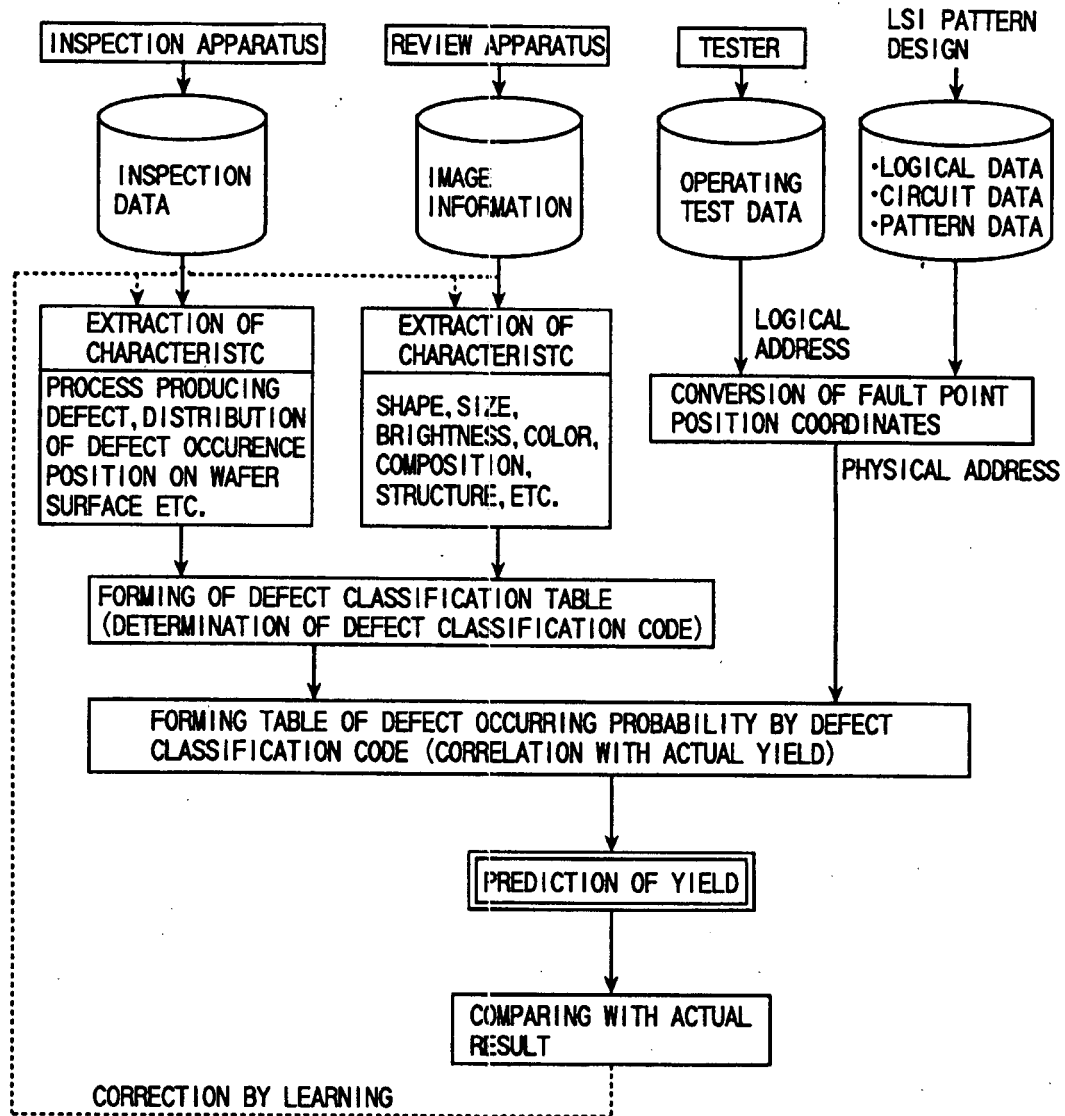 INSPECTION APPARATUS
REVIEW APPARATUS
TESTER
LSI PATTERN
DESIGN
INSPECTION
DATA
IMAGE
INFORMATION
OPERATING
TEST DATA
·LOGICAL DATA
·CIRCUIT DATA
·PATTERN DATA
EXTRACTION OF
CHARACTERISTC
PROCESS PRODUCING
DEFECT, DISTRIBUTION
OF DEFECT OCCURENCE
POSITION ON WAFER
SURFACE ETC.
EXTRACTION OF
CHARACTERISTC
SHAPE, SIZE,
BRIGHTNESS, COLOR,
COMPOSITION,
STRUCTURE, ETC.
LOGICAL
ADDRESS
CONVERSION OF FAULT POINT
POSITION COORDINATES
PHYSICAL ADDRESS
FORMING OF DEFECT CLASSIFICATION TABLE
(DETERMINATION OF DEFECT CLASSIFICATION CODE)
FORMING TABLE OF DEFECT OCCURRING PROBABILITY BY DEFECT
CLASSIFICATION CODE (CORRELATION WITH ACTUAL YIELD)
PREDICTION OF YIELD
COMPARING WITH ACTUAL
RESULT
CORRECTION BY LEARNING